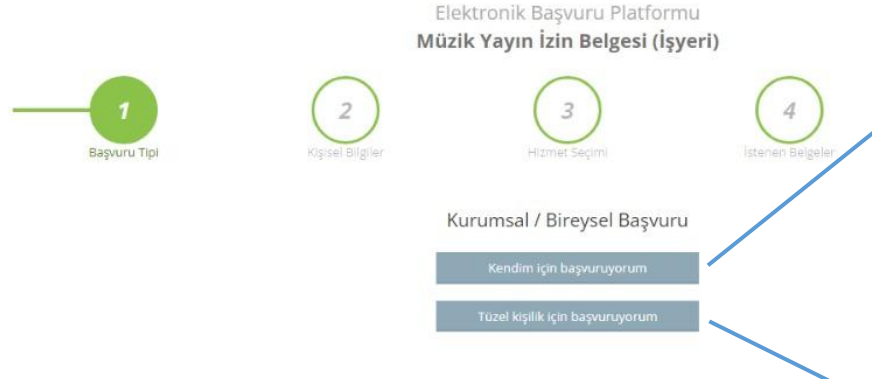 Elektronik Başvuru Platformu
Müzik Yayın İzin Belgesi (İşyeri)
1
2
3
4
Başvuru Tipi
Kişisel Bilgiler
Hizmet Seçimi
İstenen Belgeler
Kurumsal / Bireysel Başvuru
Kendim için başvuruyorum
Tüzel kişilik için başvuruyorum